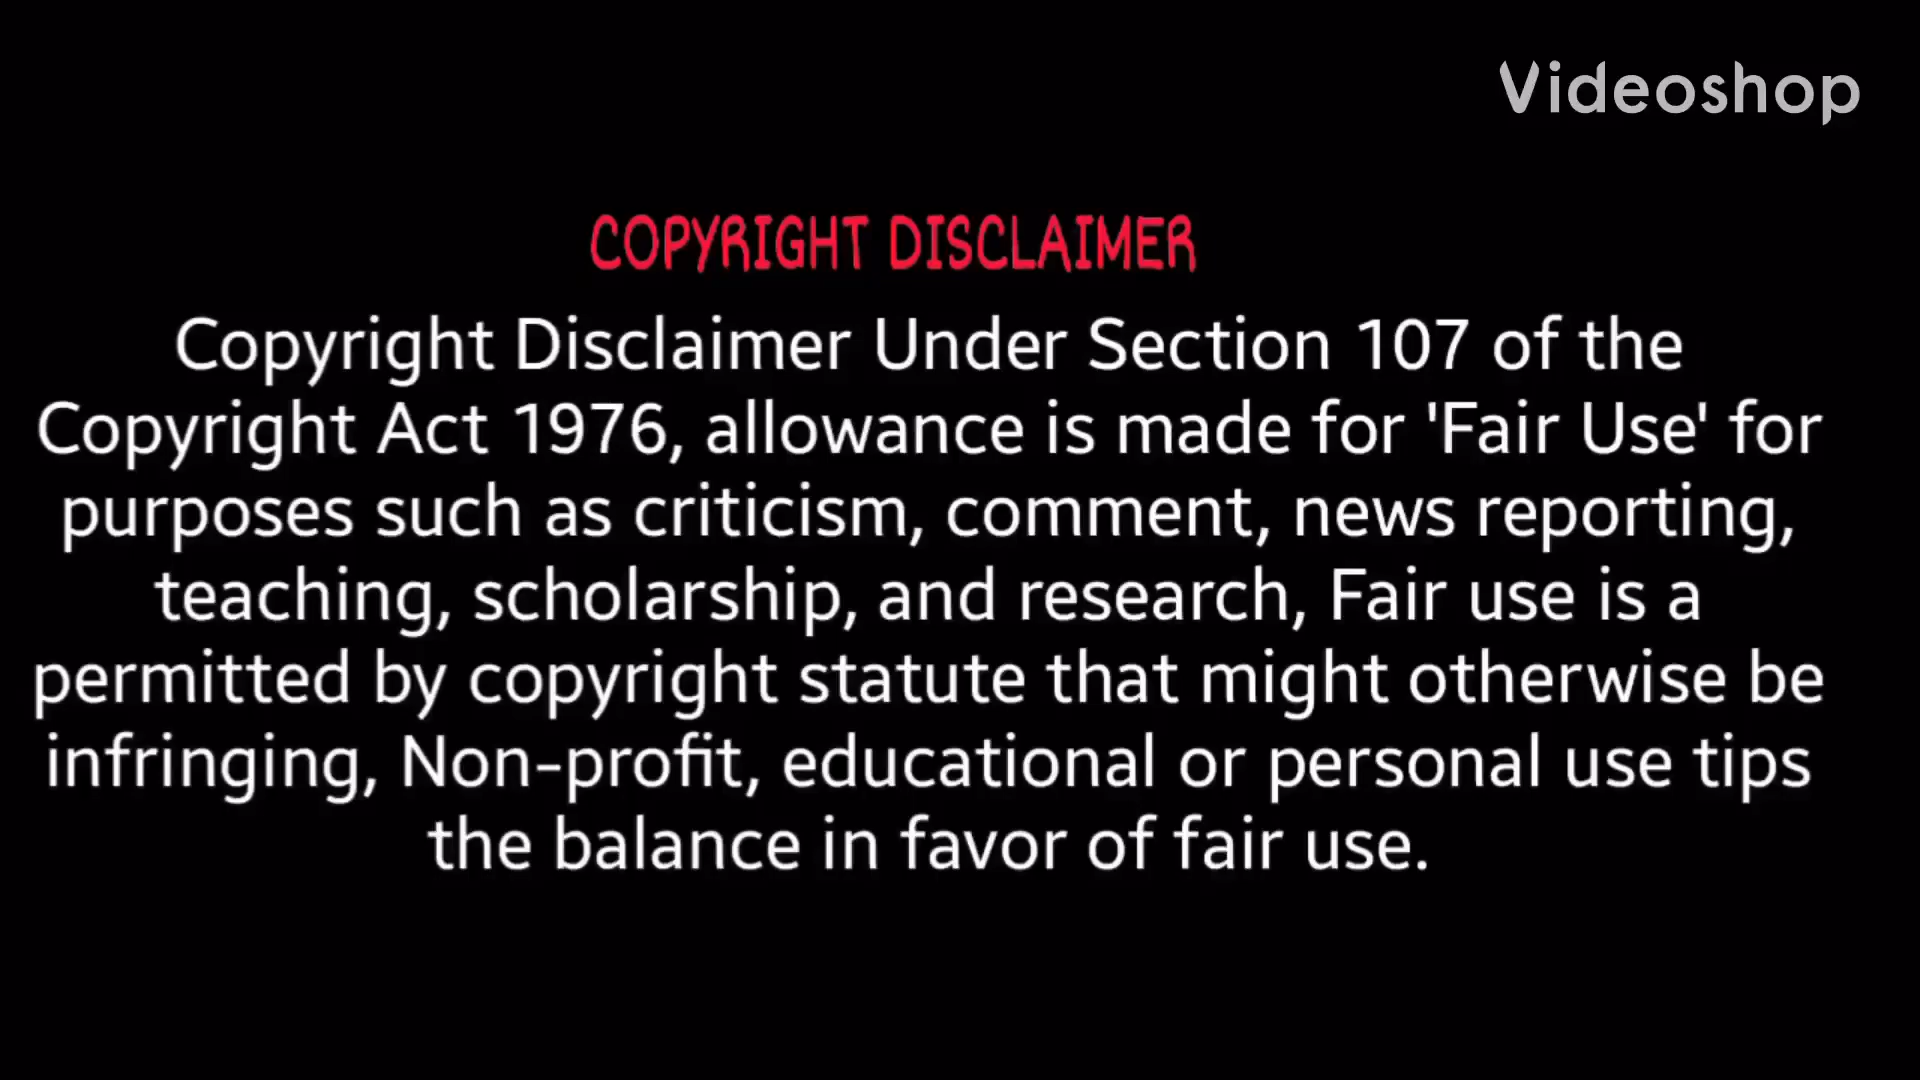 Videoshop
COPYRIGHT DISCLAIMER
Copyright Disclaimer Under Section 107 of the
Copyright Act 1976, allowance is made for 'Fair Use' for
purposes such as criticism, comment, news reporting,
teaching, scholarship, and research, Fair use is a
permitted by copyright statute that might otherwise be
infringing, Non-profit, educational or personal use tips
the balance in favor of fair use.